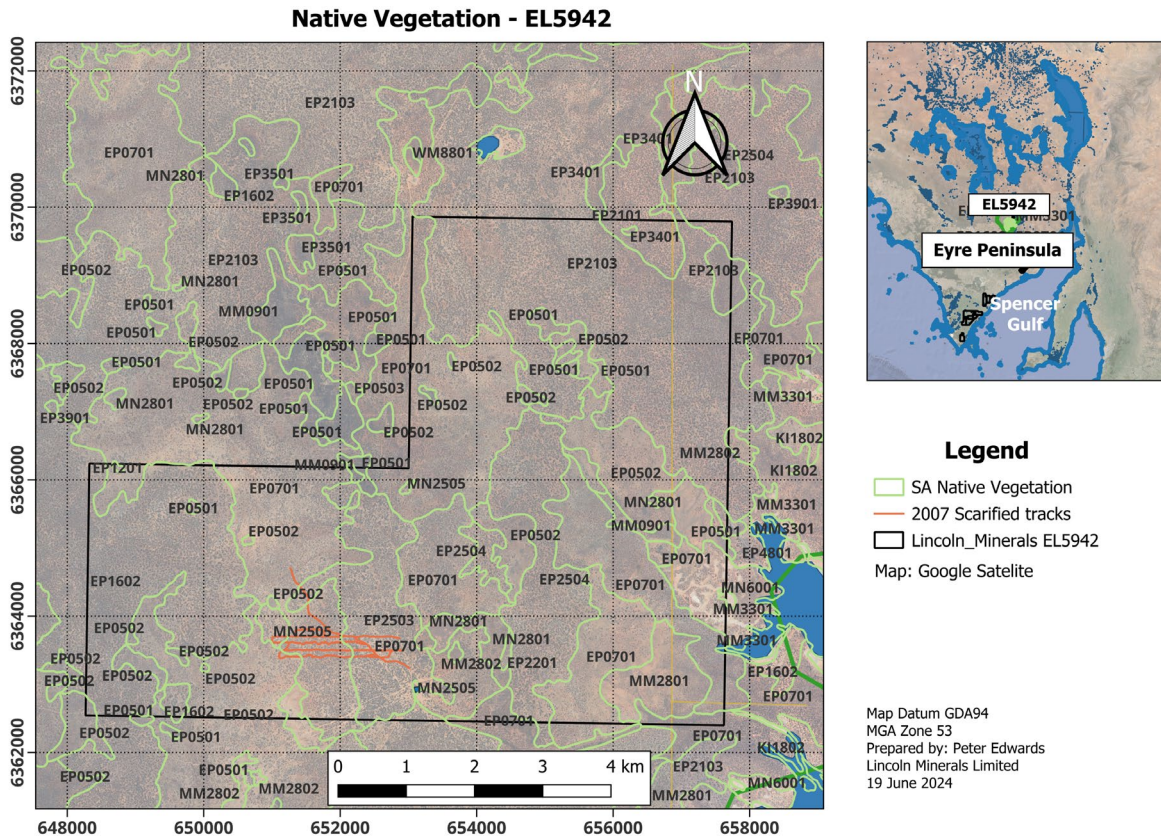 Native Vegetation - EL5942
6372000
6370000
6368000
6366000
6364000
6362000
648000
650000
652000
654000
656000
658000
N
EP2103
EP0701
MN2801
EP3501
EP1602
EP0701
EP3501
WM8801
EP3401
EP2504
EP3401
EP2103
EP3901
EP2101
EP3401
EP3501
EP2103
EP0502
EP0501
MN2801
EP2103
EP2103
EP0501
MM0901
EP0501
EP0501
EP0501
EP0502
EP0501
EP0501
EP0502
EP0701
EP0501
EP0701
EP0502
EP0501
EP0501
EP0701
EP0502
EP0502
EP0501
EP0503
MN2801
EP0502
EP0501
EP0502
EP0502
MM3301
EP3901
MN2801
EP0501
EP0502
KI1802
MM2802
EP1201
MM0901
EP0501
EP0502
KI1802
EP0701
MN2505
EP0501
MN2801
MM3301
EP0502
EP0502
MM0901
EP0501
MM3301
EP2504
EP0701
EP4801
EP1602
EP0502
EP0701
EP2504
EP0701
MN6001
MM3301
EP0502
MN2505
EP2503
MN2801
MN2801
MM3301
EP0502
EP0502
EP0701
MM2802
EP2201
EP0701
EP0502
EP0502
EP0502
MN2505
MM2801
EP1602
EP0701
EP0501
EP1602
EP0502
EP0701
EP0502
EP0501
EP0701
KI1802
EP0502
EP0501
EP2103
MM2802
MM2802
MM2801
MN6001
0 1 2 3 4 km
EL5942
MM3301
Eyre Peninsula
Spencer
Gulf
Legend
SA Native Vegetation
2007 Scarified tracks
Lincoln_Minerals EL5942
Map: Google Satelite
Map Datum GDA94
MGA Zone 53
Prepared by: Peter Edwards
Lincoln Minerals Limited
19 June 2024